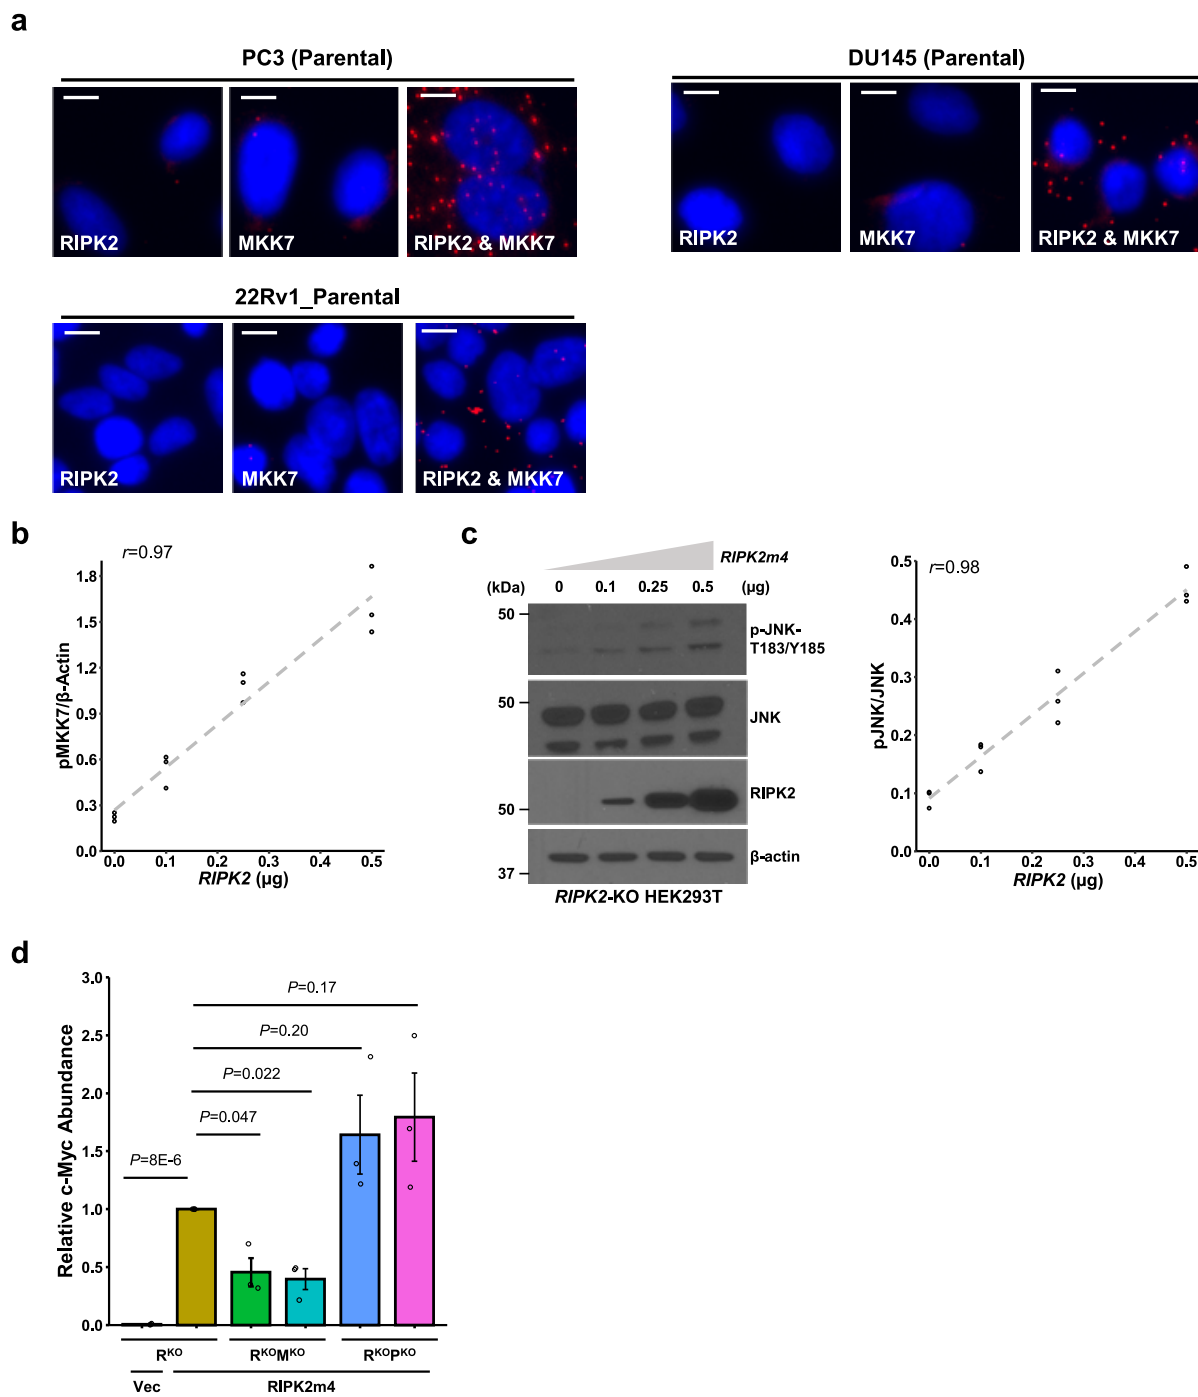 a
PC3 (Parental)
DU145 (Parental)
RIPK2
MKK7
RIPK2 & MKK7
RIPK2
MKK7
RIPK2 & MKK7
22Rv1_Parental
RIPK2
MKK7
RIPK2 & MKK7
b
r=0.97
1.8
1.5
1.2
0.9
0.6
0.3
0.0
pMKK7/β-Actin
0.0 0.1 0.2 0.3 0.4 0.5
RIPK2 (μg)
c
RIPK2m4
(kDa) 0 0.1 0.25 0.5 (μg)
50
p-JNK-
T183/Y185
50
JNK
50
RIPK2
β-actin
37
RIPK2-KO HEK293T
r=0.98
0.5
0.4
0.3
0.2
0.1
0.0
pJNK/JNK
0.0 0.1 0.2 0.3 0.4 0.5
RIPK2 (μg)
d
3.0
2.5
2.0
1.5
1.0
0.5
0.0
Relative c-Myc Abundance
P=0.17
P=0.20
P=0.022
P=0.047
P=8E-6
Rᴷᴼ RᴷᴼMᴷᴼ RᴷᴼPᴷᴼ
Vec RIPK2m4